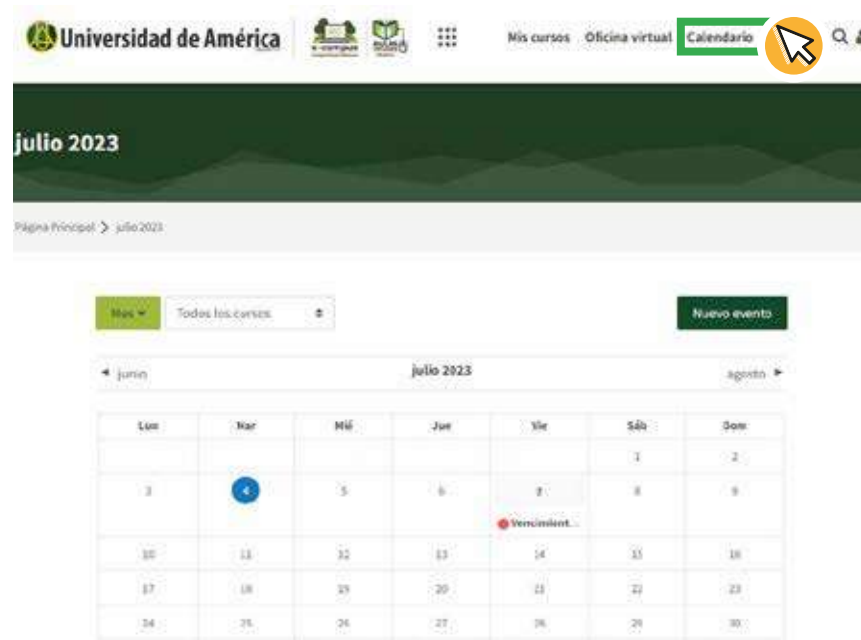 Universidad de América
e-campus
Mis cursos Oficina virtual Calendario
julio 2023
Página Principal > julio 2023
Mes Todos los cursos Nuevo evento
junio julio 2023 agosto
Lun Mar Mié Jue Vie Sáb Dom
1 2
3 4 5 6 7 8 9
Vencimient...
10 11 12 13 14 15 16
17 18 19 20 21 22 23
24 25 26 27 28 29 30